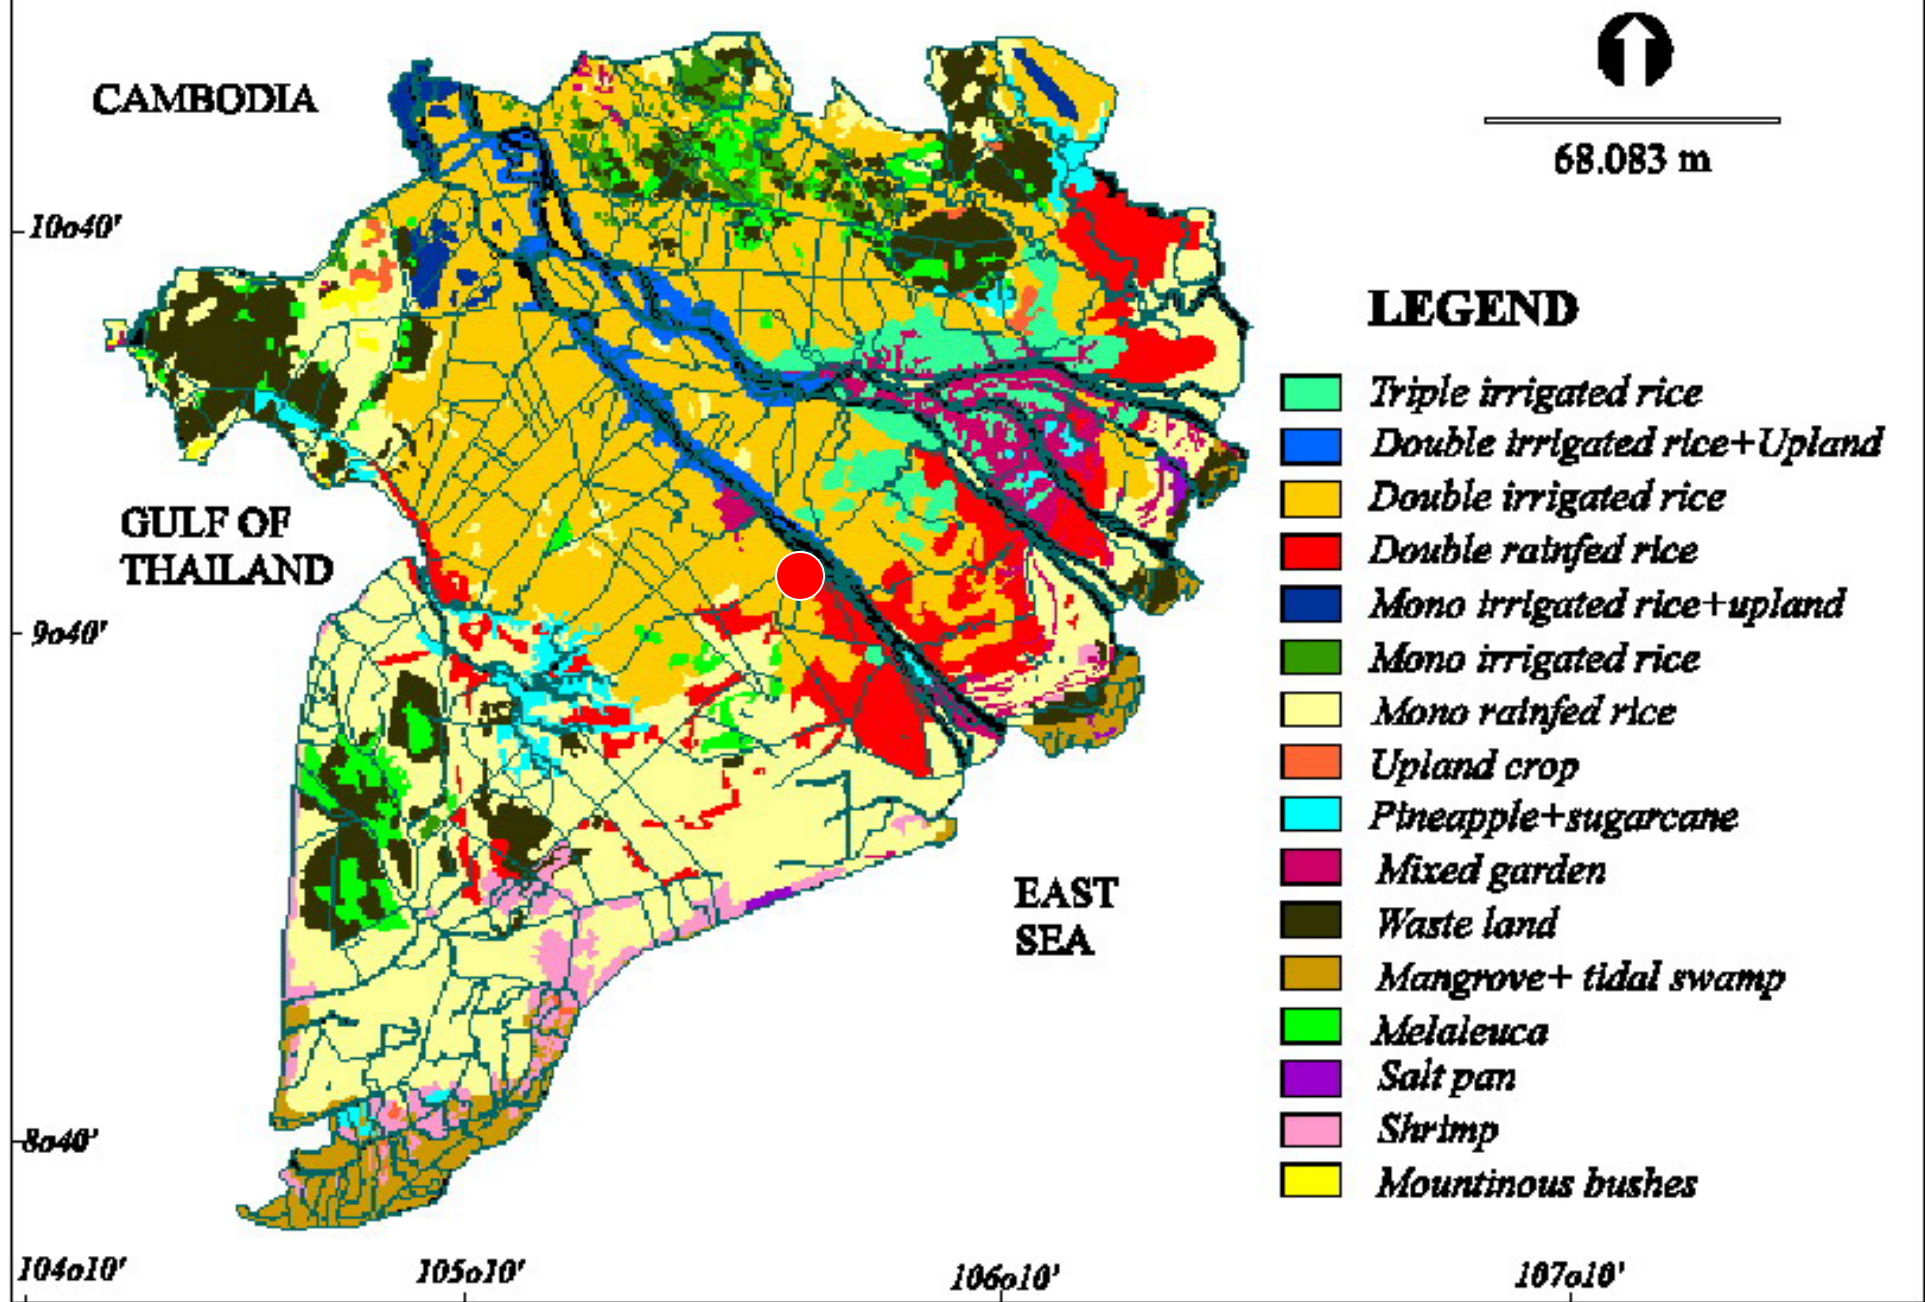 CAMBODIA
68.083 m
10o40'
LEGEND
Triple irrigated rice
Double irrigated rice+Upland
Double irrigated rice
GULF OF
THAILAND
Double rainfed rice
Mono irrigated rice+upland
9o40'
Mono irrigated rice
Mono rainfed rice
Upland crop
Pineapple+sugarcane
Mixed garden
EAST
SEA
Waste land
Mangrove+ tidal swamp
Melaleuca
Salt pan
8o40'
Shrimp
Mountinous bushes
104o10'
105o10'
106o10'
107o10'